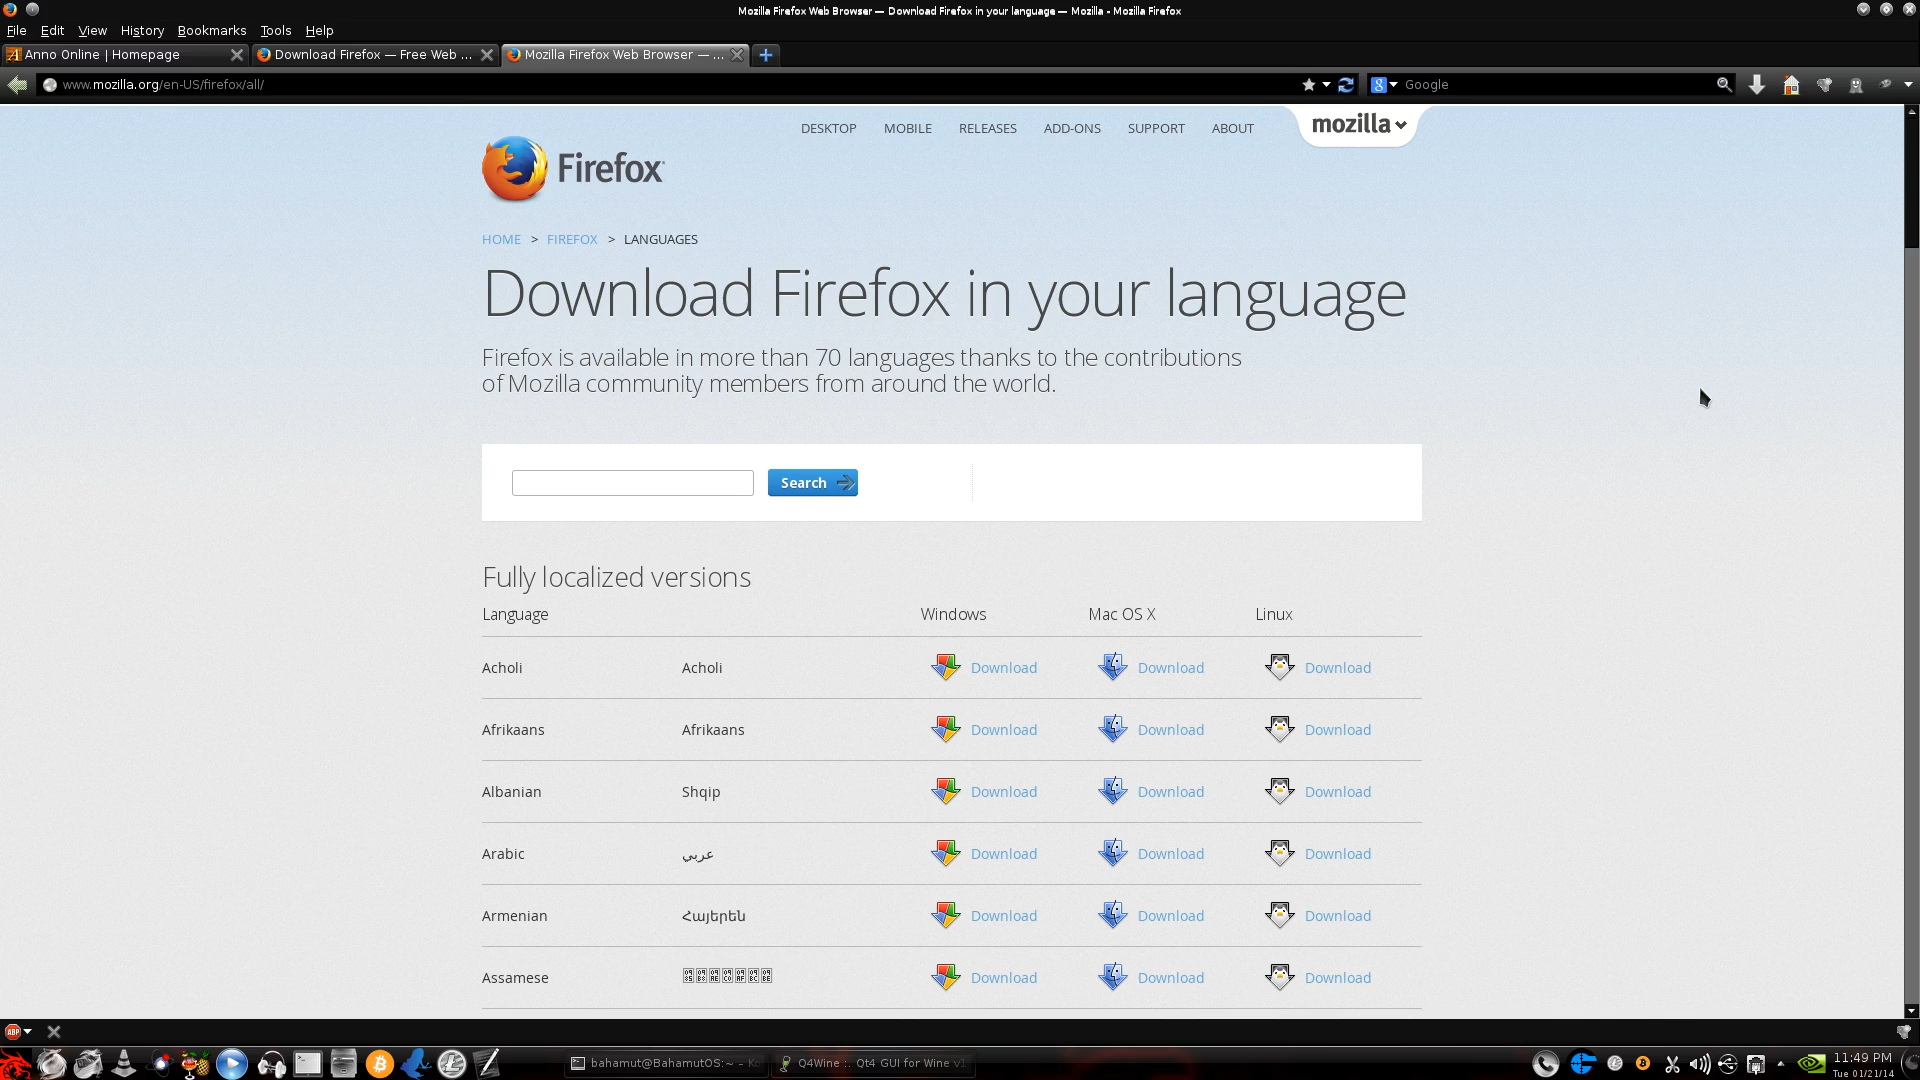 Mozilla Firefox Web Browser — Download Firefox in your language — Mozilla - Mozilla Firefox
File Edit View History Bookmarks Tools Help
Anno Online | Homepage
Download Firefox — Free Web ...
Mozilla Firefox Web Browser — ...
www.mozilla.org/en-US/firefox/all/
Google
DESKTOP MOBILE RELEASES ADD-ONS SUPPORT ABOUT
mozilla
Firefox
HOME > FIREFOX > LANGUAGES
Download Firefox in your language
Firefox is available in more than 70 languages thanks to the contributions
of Mozilla community members from around the world.
Search
Fully localized versions
Language Windows Mac OS X Linux
Acholi Acholi Download Download Download
Afrikaans Afrikaans Download Download Download
Albanian Shqip Download Download Download
Arabic عربي Download Download Download
Armenian Հայերեն Download Download Download
Assamese Download Download Download
ABP
bahamut@BahamutOS:~ – Ko
Q4Wine :. Qt4 GUI for Wine v1
11:49 PM
Tue 01/21/14